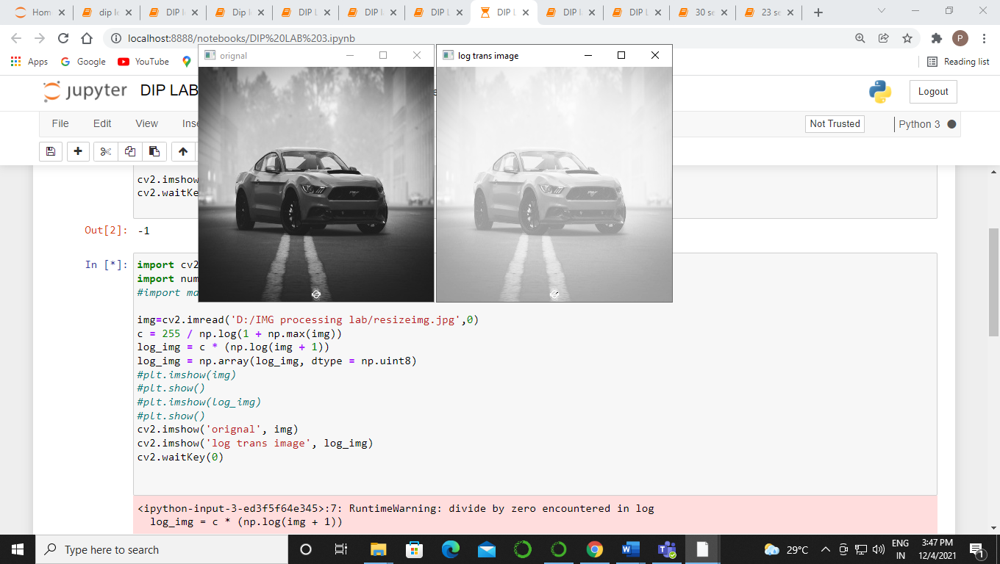 Hom
dip le
DIP l
Dip l
DIP L
DIP l
DIP L
DIP L
DIP l
DIP L
30 se
23 se
localhost:8888/notebooks/DIP%20LAB%203.ipynb
P
Apps
Google
YouTube
Reading list
orignal
log trans image
jupyter
DIP LAB
Logout
File
Edit
View
Inse
Not Trusted
Python 3
cv2.imshow
cv2.waitKe
Out[2]:
-1
In [*]:
import cv2
import num
#import ma
img=cv2.imread('D:/IMG processing lab/resizeimg.jpg',0)
c = 255 / np.log(1 + np.max(img))
log_img = c * (np.log(img + 1))
log_img = np.array(log_img, dtype = np.uint8)
#plt.imshow(img)
#plt.show()
#plt.imshow(log_img)
#plt.show()
cv2.imshow('orignal', img)
cv2.imshow('log trans image', log_img)
cv2.waitKey(0)
<ipython-input-3-ed3f5f64e345>:7: RuntimeWarning: divide by zero encountered in log
log_img = c * (np.log(img + 1))
Type here to search
29°C
ENG
IN
3:47 PM
12/4/2021
1